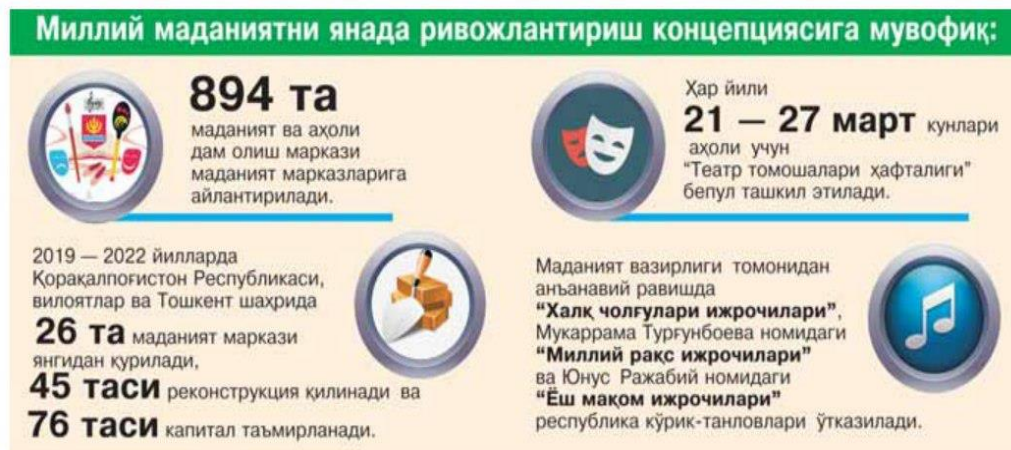 Миллий маданиятни янада ривожлантириш концепциясига мувофиқ:
894 та
маданият ва аҳоли
дам олиш маркази
маданият марказларига
айлантирилади.
Ҳар йили
21 — 27 март кунлари
аҳоли учун
“Театр томошалари ҳафталиги”
бепул ташкил этилади.
2019 — 2022 йилларда
Қорақалпоғистон Республикаси,
вилоятлар ва Тошкент шаҳрида
26 та маданият маркази
янгидан қурилади,
45 таси реконструкция қилинади ва
76 таси капитал таъмирланади.
Маданият вазирлиги томонидан
анъанавий равишда
“Халқ чолғулари ижрочилари”,
Мукаррама Турғунбоева номидаги
“Миллий рақс ижрочилари”
ва Юнус Ражабий номидаги
“Ёш мақом ижрочилари”
республика кўрик-танловлари ўтказилади.